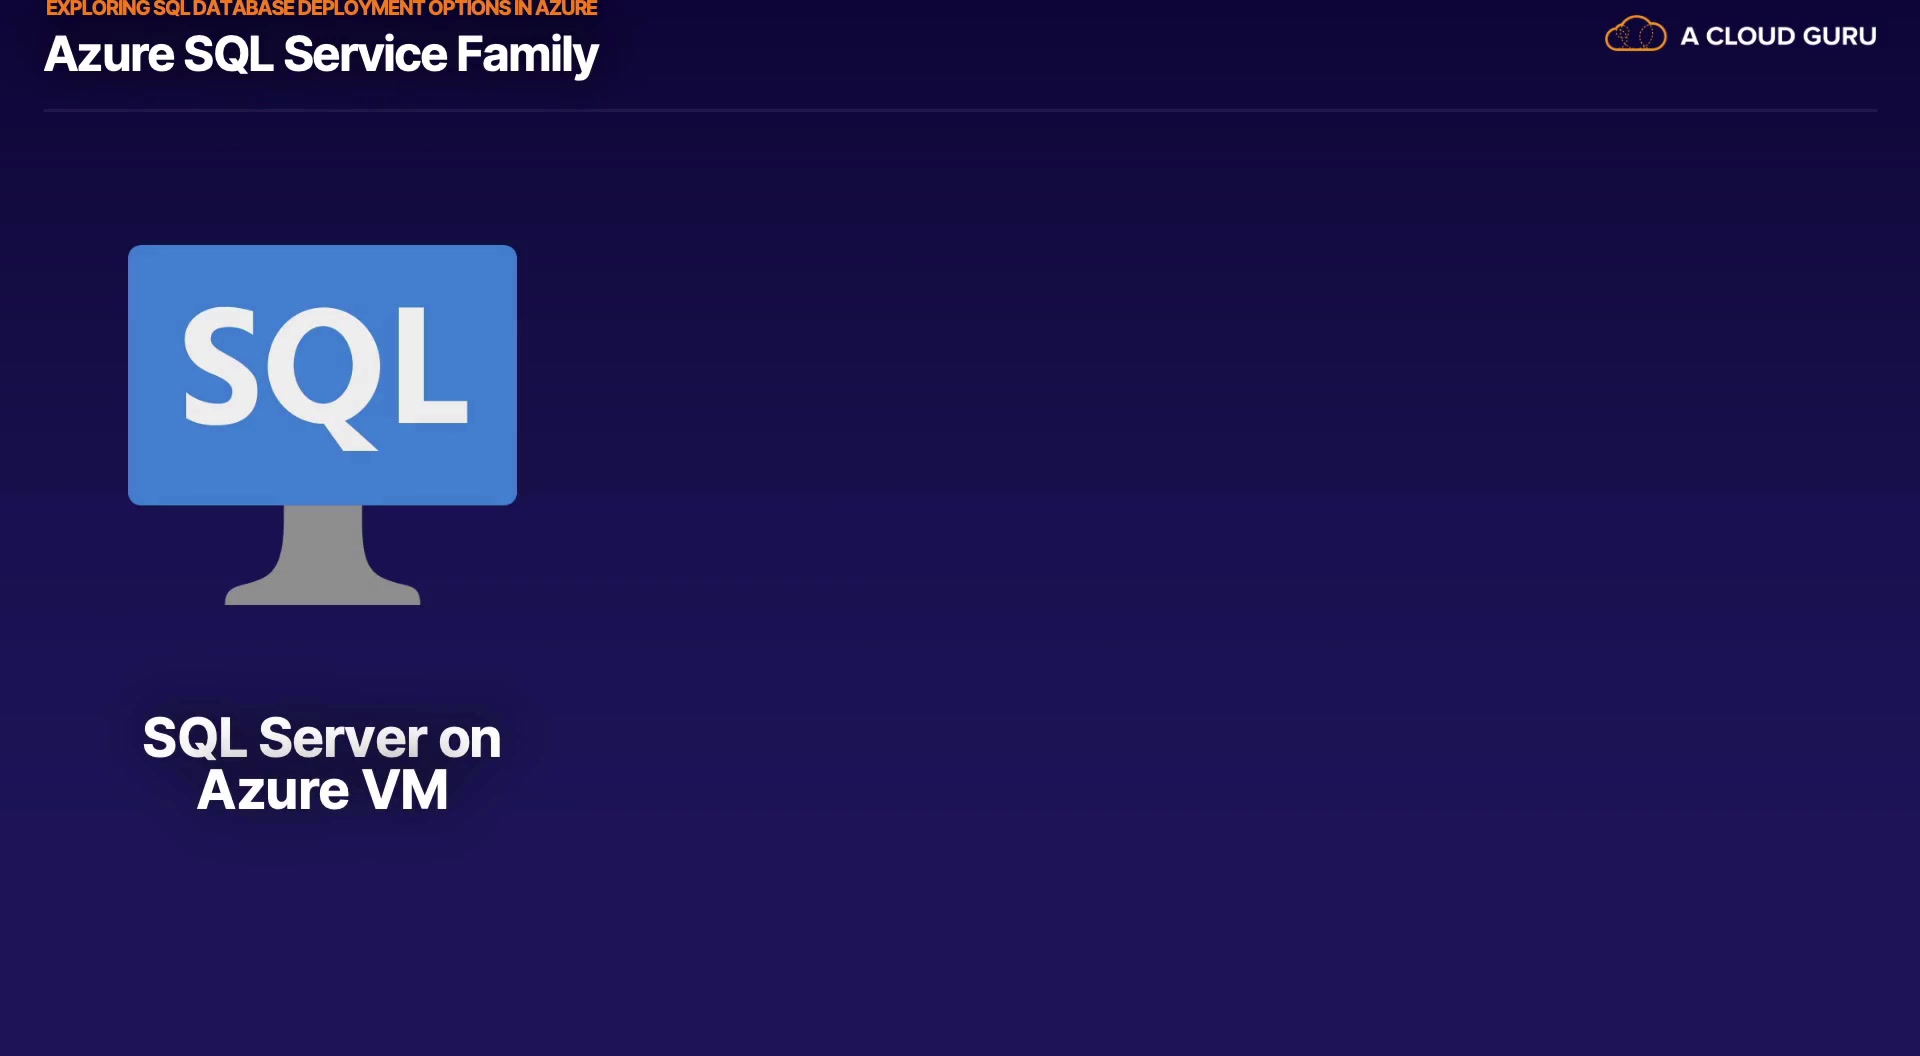 EXPLORING SQL DATABASE DEPLOYMENT OPTIONS IN AZURE
Azure SQL Service Family
A CLOUD GURU
SQL
SQL Server on
Azure VM